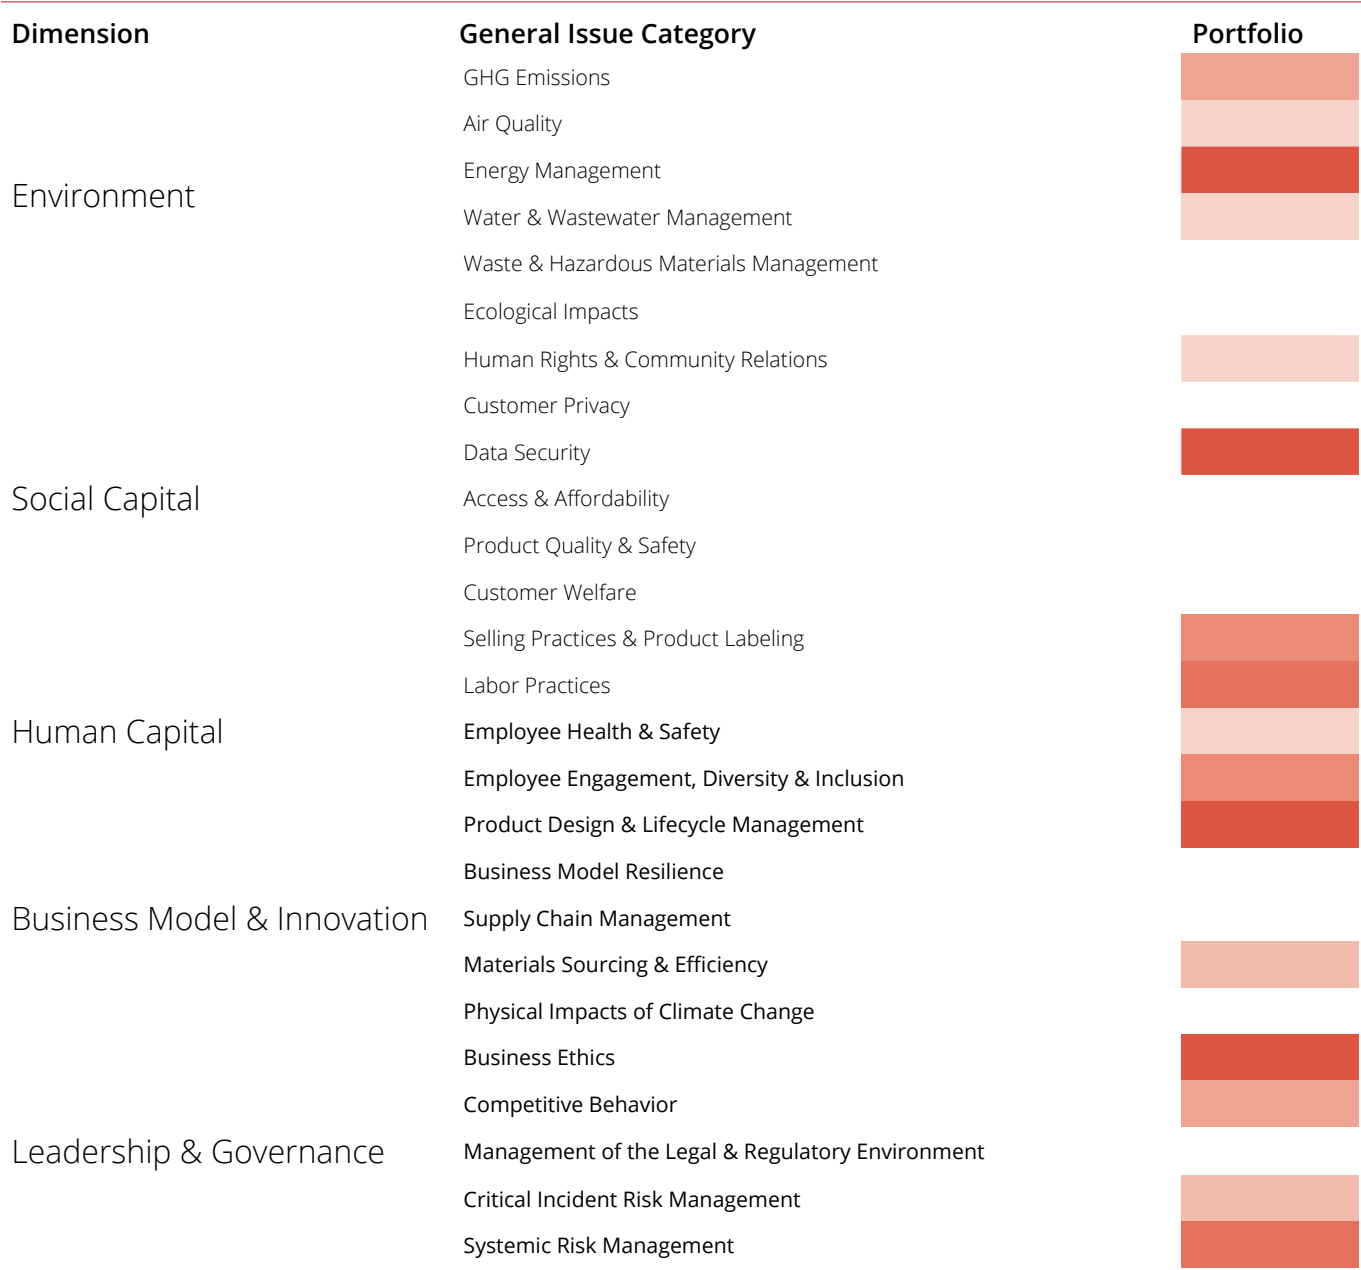 Dimension General Issue Category Portfolio
GHG Emissions
Air Quality
Energy Management
Environment
Water & Wastewater Management
Waste & Hazardous Materials Management
Ecological Impacts
Human Rights & Community Relations
Customer Privacy
Data Security
Social Capital Access & Affordability
Product Quality & Safety
Customer Welfare
Selling Practices & Product Labeling
Labor Practices
Human Capital Employee Health & Safety
Employee Engagement, Diversity & Inclusion
Product Design & Lifecycle Management
Business Model Resilience
Business Model & Innovation Supply Chain Management
Materials Sourcing & Efficiency
Physical Impacts of Climate Change
Business Ethics
Competitive Behavior
Leadership & Governance Management of the Legal & Regulatory Environment
Critical Incident Risk Management
Systemic Risk Management